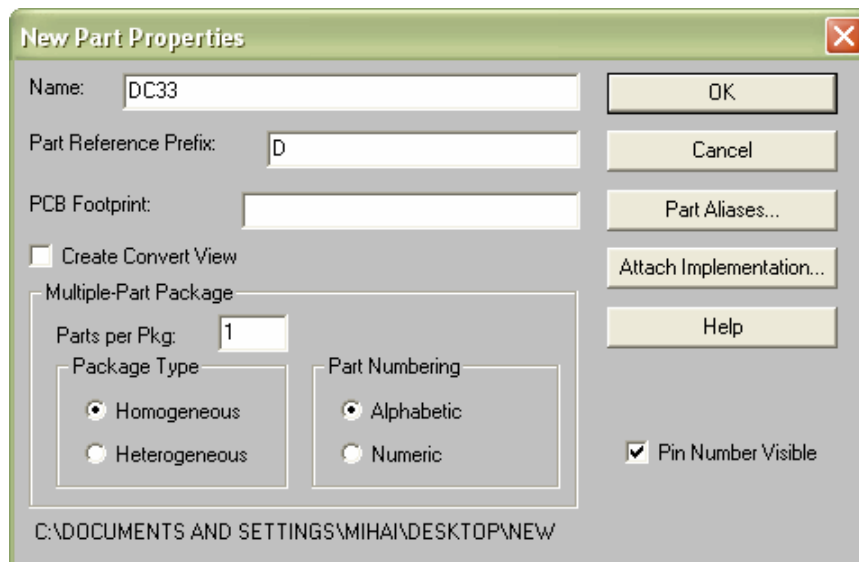 New Part Properties
Name: DC33
OK
Part Reference Prefix: D
Cancel
PCB Footprint:
Part Aliases...
Create Convert View
Attach Implementation...
Multiple-Part Package
Parts per Pkg: 1
Help
Package Type
Part Numbering
Homogeneous
Alphabetic
Heterogeneous
Numeric
Pin Number Visible
C:\DOCUMENTS AND SETTINGS\MIHAI\DESKTOP\NEW